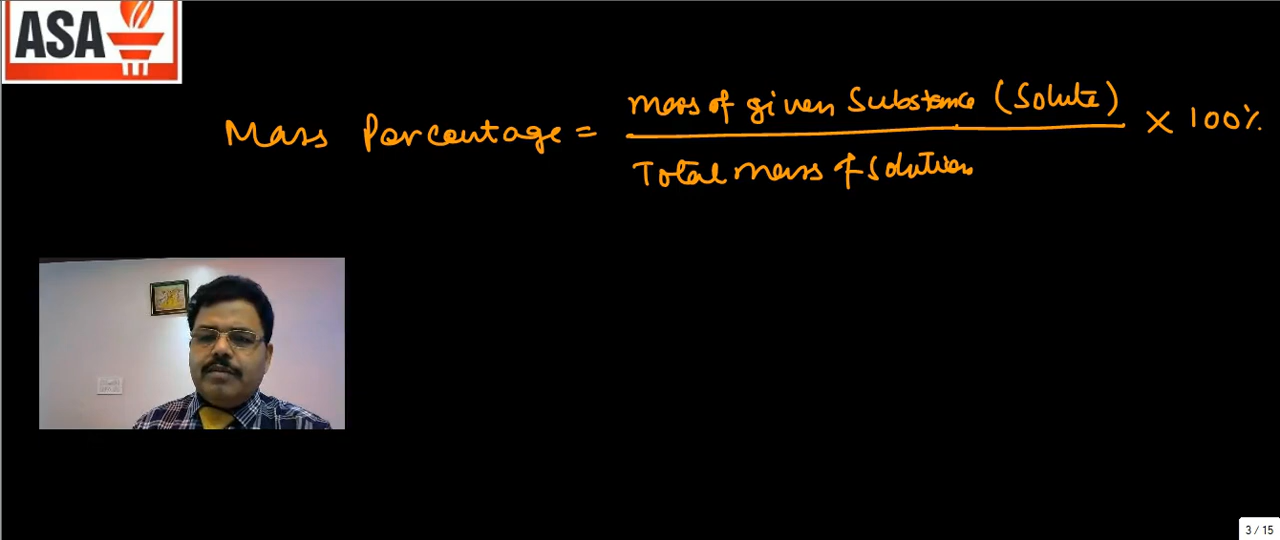 ASA
Mass Percentage = mass of given Substance (Solute) × 100%
Total mass of Solution
3 / 15